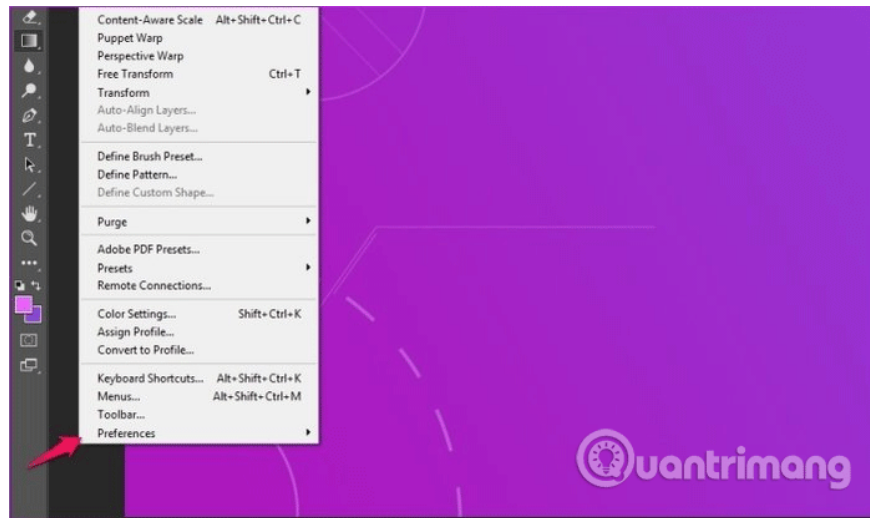 Content-Aware Scale Alt+Shift+Ctrl+C
Puppet Warp
Perspective Warp
Free Transform Ctrl+T
Transform
Auto-Align Layers...
Auto-Blend Layers...
Define Brush Preset...
Define Pattern...
Define Custom Shape...
Purge
Adobe PDF Presets...
Presets
Remote Connections...
Color Settings... Shift+Ctrl+K
Assign Profile...
Convert to Profile...
Keyboard Shortcuts... Alt+Shift+Ctrl+K
Menus... Alt+Shift+Ctrl+M
Toolbar...
Preferences
Quantrimang